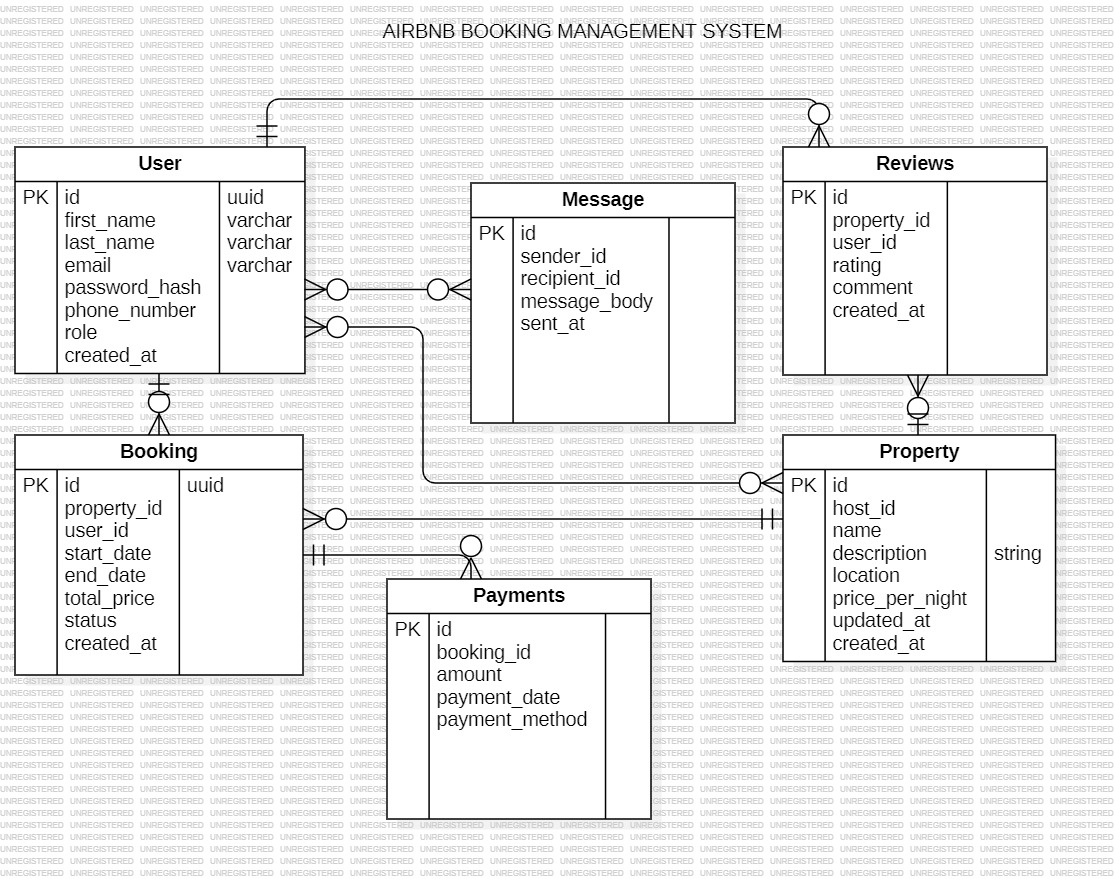 AIRBNB BOOKING MANAGEMENT SYSTEM
User
PK id uuid
first_name varchar
last_name varchar
email varchar
password_hash
phone_number
role
created_at
Message
PK id
sender_id
recipient_id
message_body
sent_at
Reviews
PK id
property_id
user_id
rating
comment
created_at
Booking
PK id uuid
property_id
user_id
start_date
end_date
total_price
status
created_at
Payments
PK id
booking_id
amount
payment_date
payment_method
Property
PK id
host_id
name
description string
location
price_per_night
updated_at
created_at
UNREGISTERED